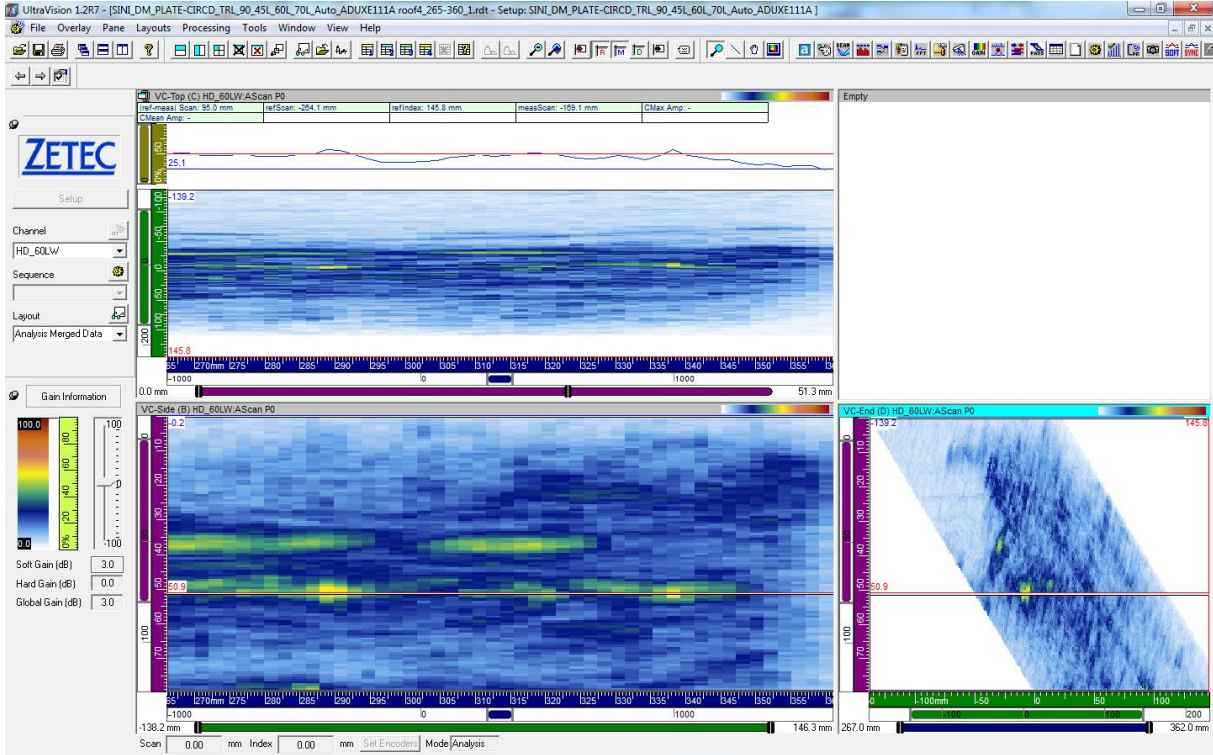 UltraVision 1.2R7 - [SINI_DM_PLATE-CIRCD_TRL_90_45L_60L_70L_Auto_ADUXE111A roof4_265-360_1.rdt - Setup: SINI_DM_PLATE-CIRCD_TRL_90_45L_60L_70L_Auto_ADUXE111A ]
File Overlay Pane Layouts Processing Tools Window View Help
VC-Top (C) HD_60LW:AScan P0
Empty
|ref-meas| Scan: 95.0 mm refScan: -264.1 mm refIndex: 145.8 mm measScan: -169.1 mm CMax Amp: -
CMean Amp: -
ZETEC
25.1
Setup
-139.2
Channel
HD_60LW
Sequence
Layout
Analysis Merged Data
145.8
65' 270mm 275' 280' 285' 290' 295' 300' 305' 310' 315' 320' 325' 330' 335' 340' 345' 350' 355'
-1000 0 1000
0.0 mm 51.3 mm
Gain Information
VC-Side (B) HD_60LW:AScan P0
VC-End (D) HD_60LW:AScan P0
100.0
100
-0.2
-139.2 145.8
0
0.0
-100
Soft Gain (dB) 3.0
Hard Gain (dB) 0.0
Global Gain (dB) 3.0
50.9
50.9
65' 270mm 275' 280' 285' 290' 295' 300' 305' 310' 315' 320' 325' 330' 335' 340' 345' 350' 355'
-100mm -50 0 50 100
-1000 0 1000
-100 0 100 200
-138.2 mm 146.3 mm
267.0 mm 362.0 mm
Scan 0.00 mm Index 0.00 mm Set Encoders Mode Analysis